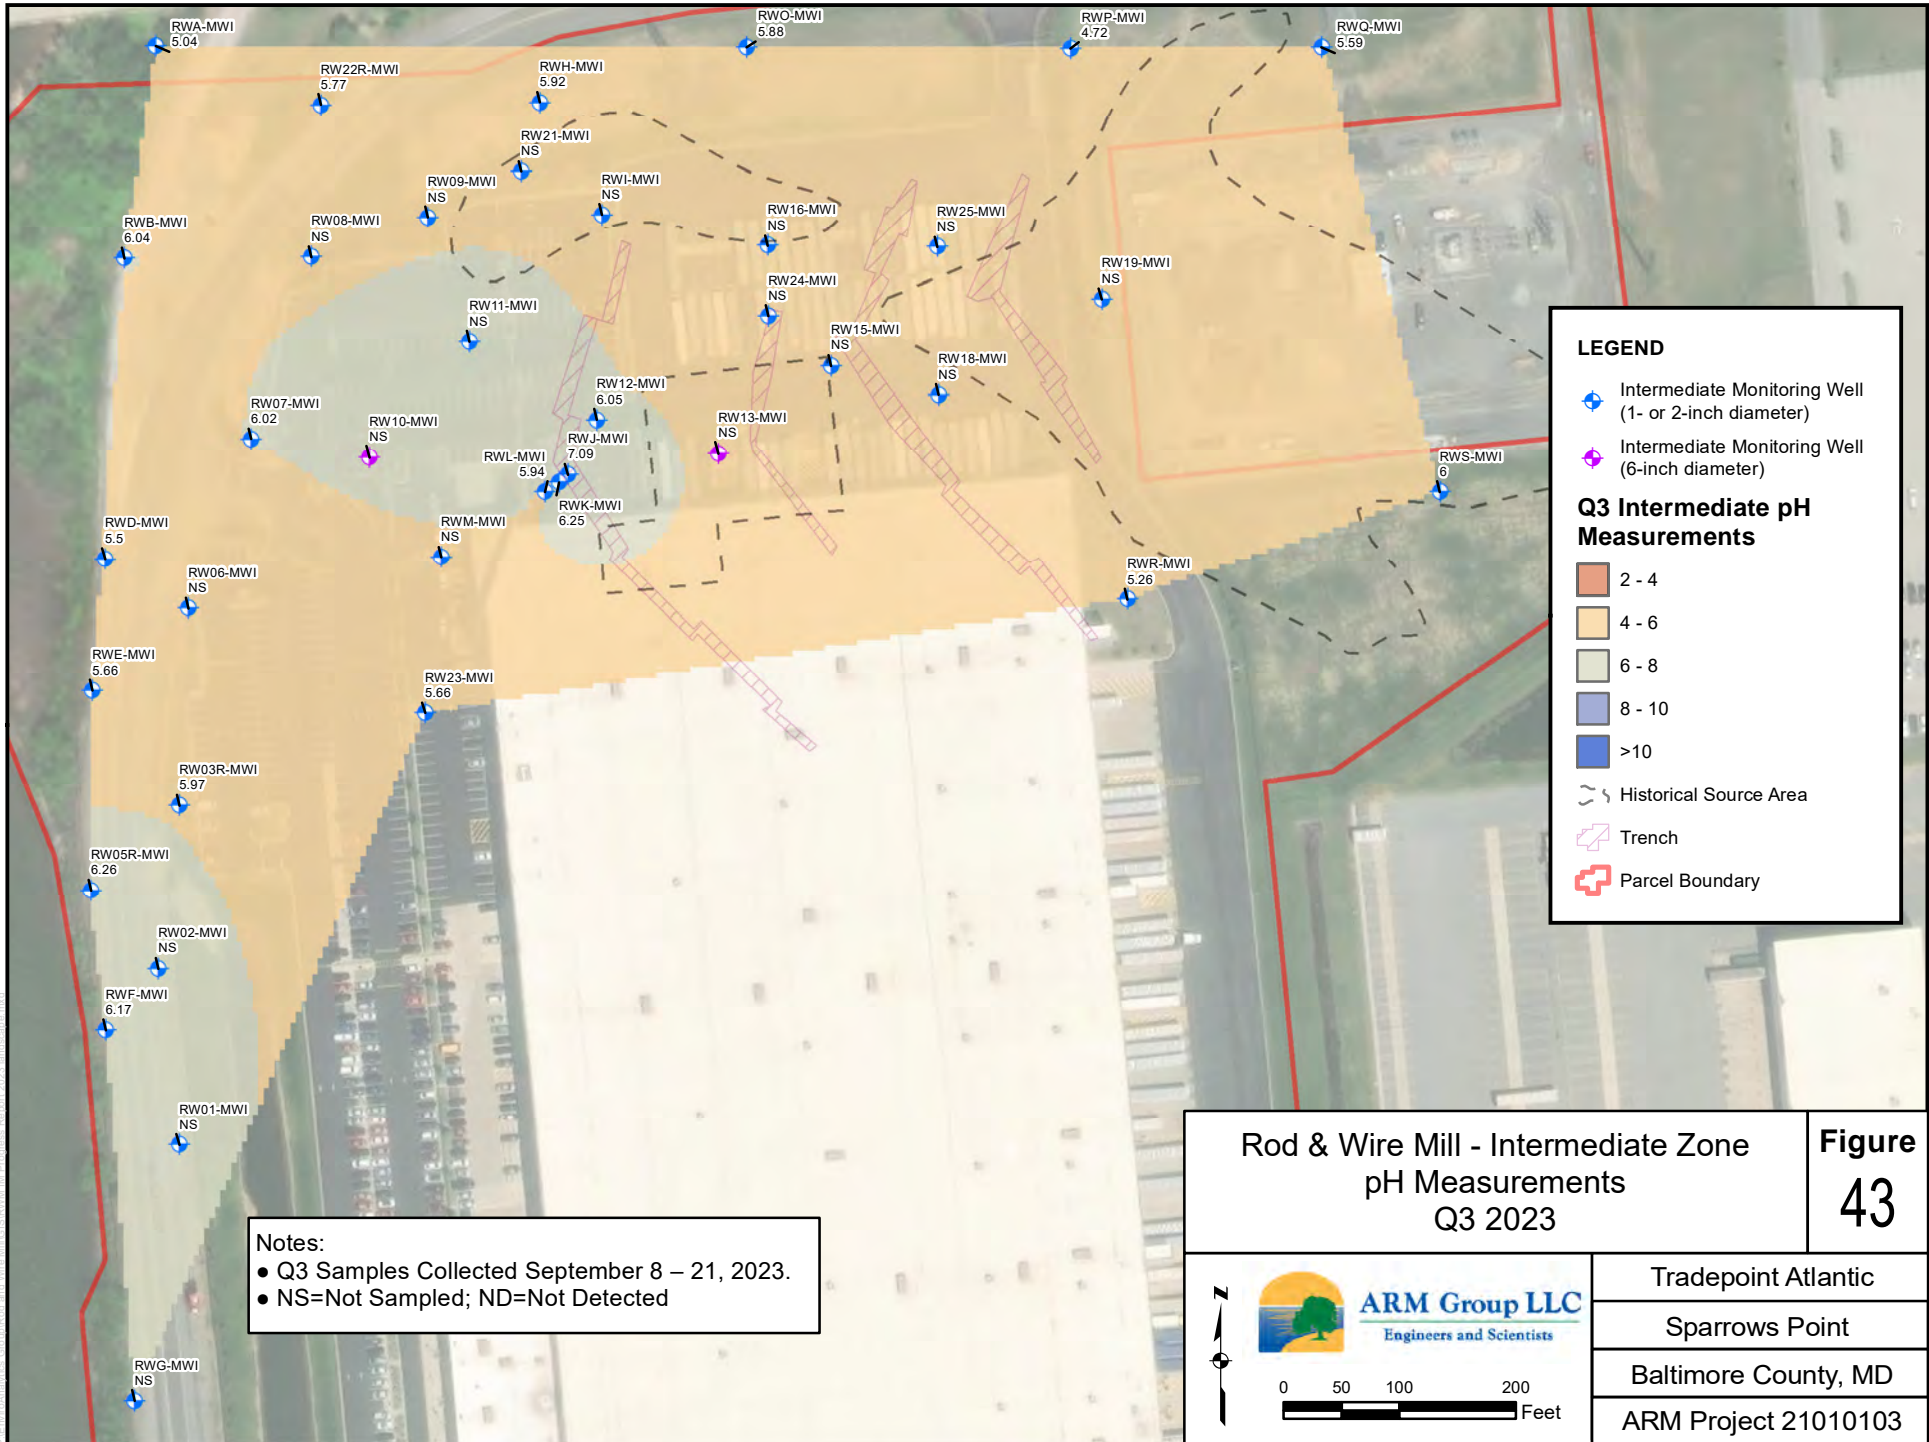 RWA-MWI
5.04
RWO-MWI
5.88
RWP-MWI
4.72
RWQ-MWI
5.59
RW22R-MWI
5.77
RWH-MWI
5.92
RW21-MWI
NS
RW09-MWI
NS
RWI-MWI
NS
RW16-MWI
NS
RW25-MWI
NS
RWB-MWI
6.04
RW08-MWI
NS
RW19-MWI
NS
RW24-MWI
NS
RW11-MWI
NS
RW15-MWI
NS
RW18-MWI
NS
RW12-MWI
6.05
RW07-MWI
6.02
RW10-MWI
NS
RW13-MWI
NS
RWJ-MWI
7.09
RWL-MWI
5.94
RWK-MWI
6.25
RWS-MWI
6
RWD-MWI
5.5
RWM-MWI
NS
RW06-MWI
NS
RWR-MWI
5.26
RWE-MWI
5.66
RW23-MWI
5.66
RW03R-MWI
5.97
RW05R-MWI
6.26
RW02-MWI
NS
RWF-MWI
6.17
RW01-MWI
NS
RWG-MWI
NS
LEGEND
Intermediate Monitoring Well
(1- or 2-inch diameter)
Intermediate Monitoring Well
(6-inch diameter)
Q3 Intermediate pH
Measurements
2 - 4
4 - 6
6 - 8
8 - 10
>10
Historical Source Area
Trench
Parcel Boundary
Notes:
● Q3 Samples Collected September 8 – 21, 2023.
● NS=Not Sampled; ND=Not Detected
Rod & Wire Mill - Intermediate Zone
pH Measurements
Q3 2023
Figure
43
Z
ARM Group LLC
Engineers and Scientists
0 50 100 200
Feet
Tradepoint Atlantic
Sparrows Point
Baltimore County, MD
ARM Project 21010103